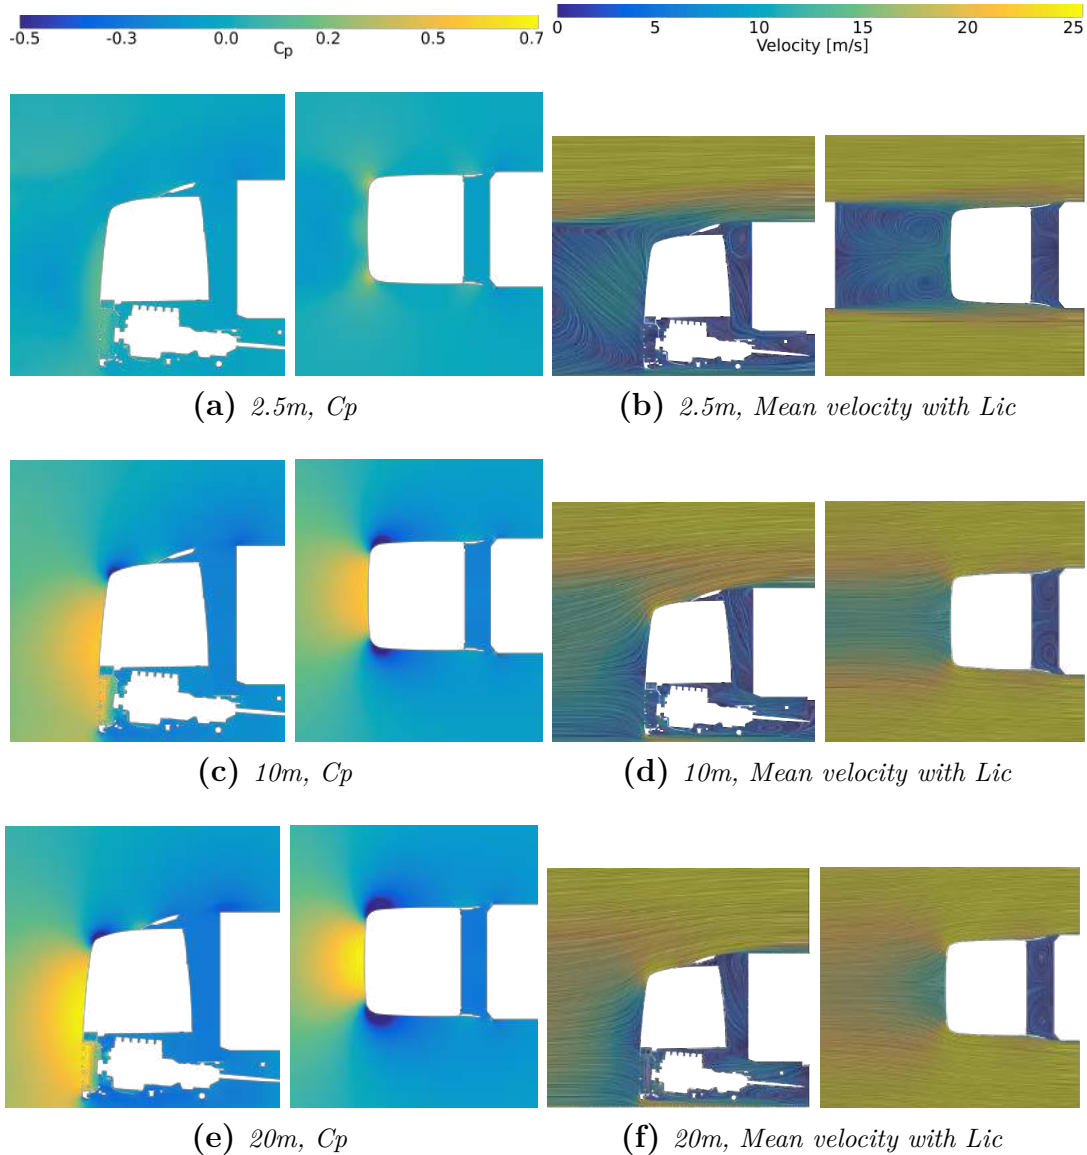 -0.5 -0.3 0.0 0.2 0.5 0.7
Cp
0 5 10 15 20 25
Velocity [m/s]
(a) 2.5m, Cp
(b) 2.5m, Mean velocity with Lic
(c) 10m, Cp
(d) 10m, Mean velocity with Lic
(e) 20m, Cp
(f) 20m, Mean velocity with Lic